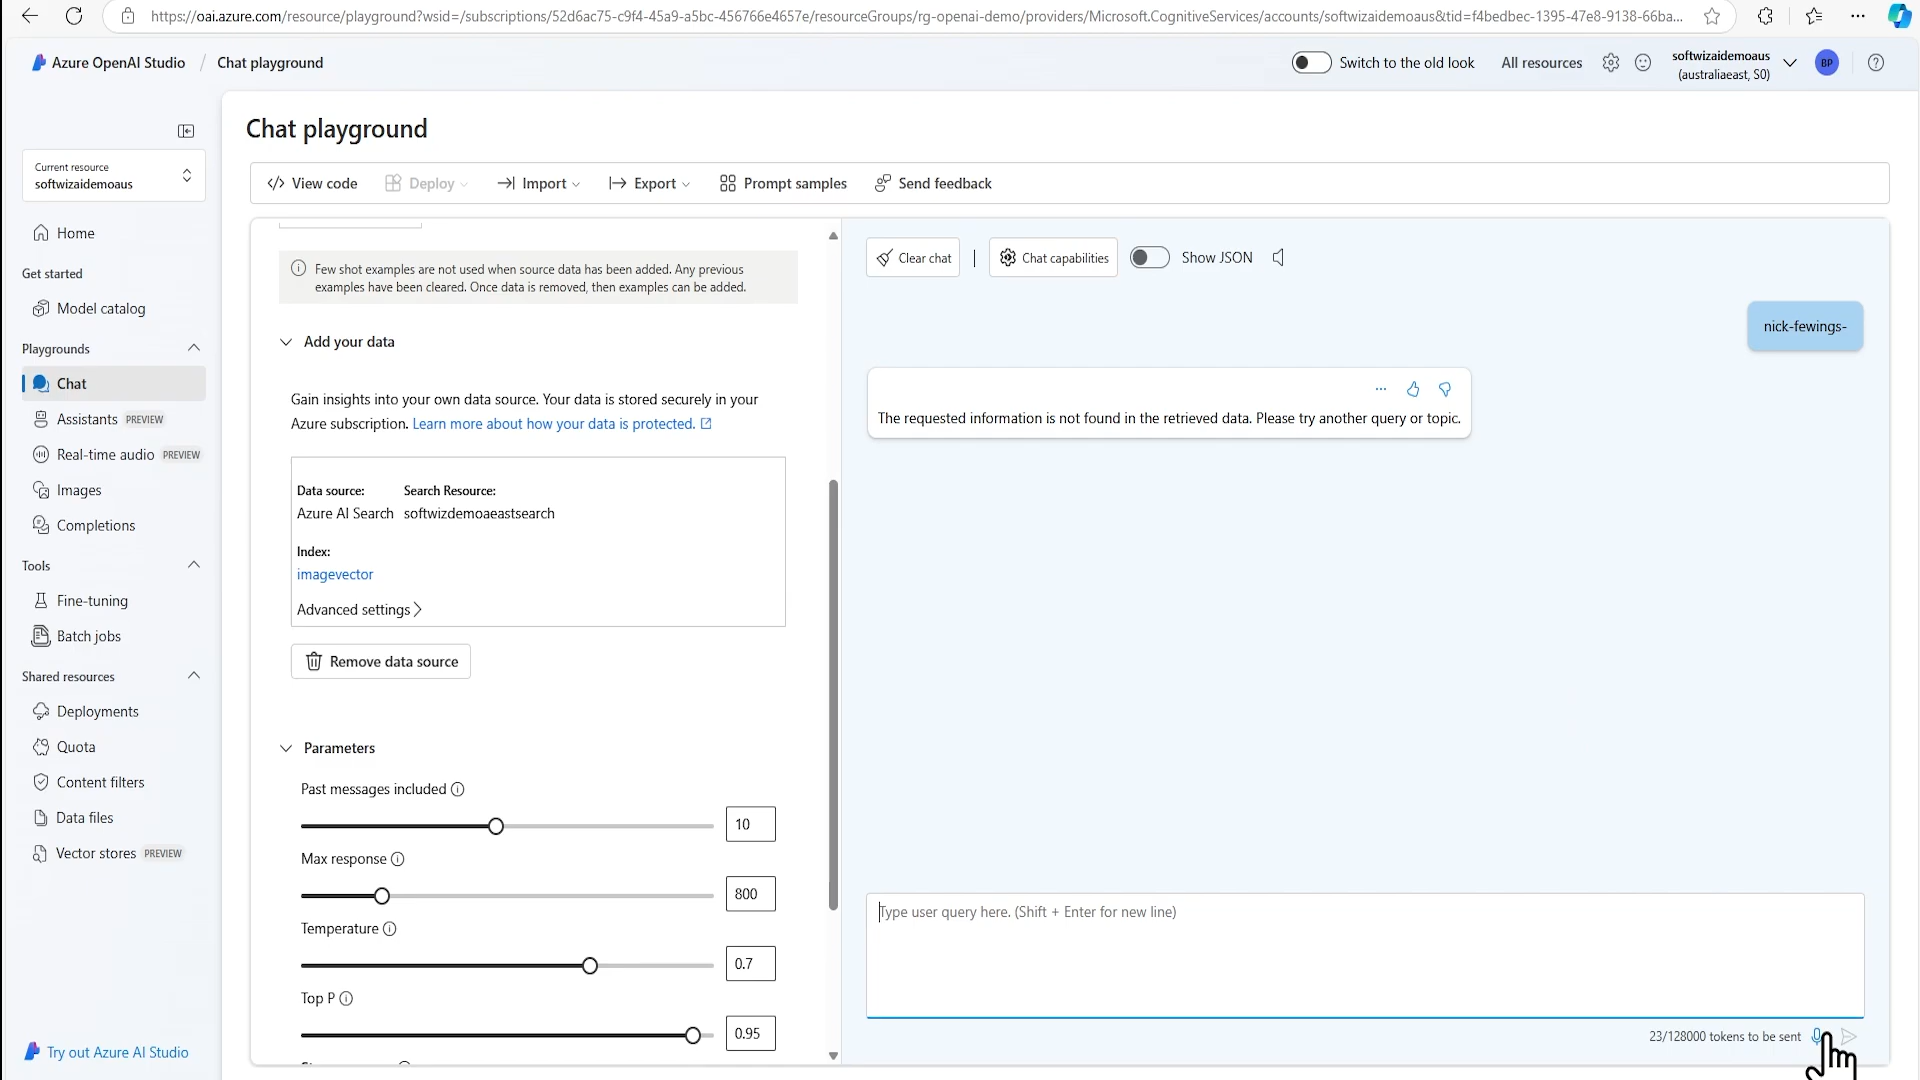 https://oai.azure.com/resource/playground?wsid=/subscriptions/52d6ac75-c9f4-45a9-a5bc-456766e4657e/resourceGroups/rg-openai-demo/providers/Microsoft.CognitiveServices/accounts/softwizaidemoaus&tid=f4bedbec-1395-47e8-9138-66ba...
Azure OpenAI Studio / Chat playground
Switch to the old look
All resources
softwizaidemoaus
(australiaeast, S0)
BP
Chat playground
Current resource
softwizaidemoaus
Home
Get started
Model catalog
Playgrounds
Chat
Assistants PREVIEW
Real-time audio PREVIEW
Images
Completions
Tools
Fine-tuning
Batch jobs
Shared resources
Deployments
Quota
Content filters
Data files
Vector stores PREVIEW
Try out Azure AI Studio
View code
Deploy
Import
Export
Prompt samples
Send feedback
Few shot examples are not used when source data has been added. Any previous
examples have been cleared. Once data is removed, then examples can be added.
Add your data
Gain insights into your own data source. Your data is stored securely in your
Azure subscription. Learn more about how your data is protected.
Data source: Search Resource:
Azure AI Search softwizdemoaeastsearch
Index:
imagevector
Advanced settings
Remove data source
Parameters
Past messages included
10
Max response
800
Temperature
0.7
Top P
0.95
Clear chat
Chat capabilities
Show JSON
nick-fewings-
The requested information is not found in the retrieved data. Please try another query or topic.
Type user query here. (Shift + Enter for new line)
23/128000 tokens to be sent